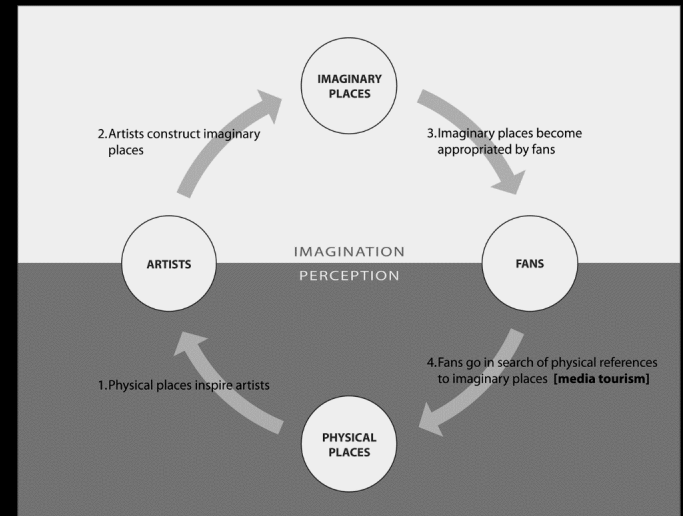 IMAGINARY
PLACES
2.Artists construct imaginary
places
3.Imaginary places become
appropriated by fans
ARTISTS
IMAGINATION
PERCEPTION
FANS
1.Physical places inspire artists
4.Fans go in search of physical references
to imaginary places [media tourism]
PHYSICAL
PLACES